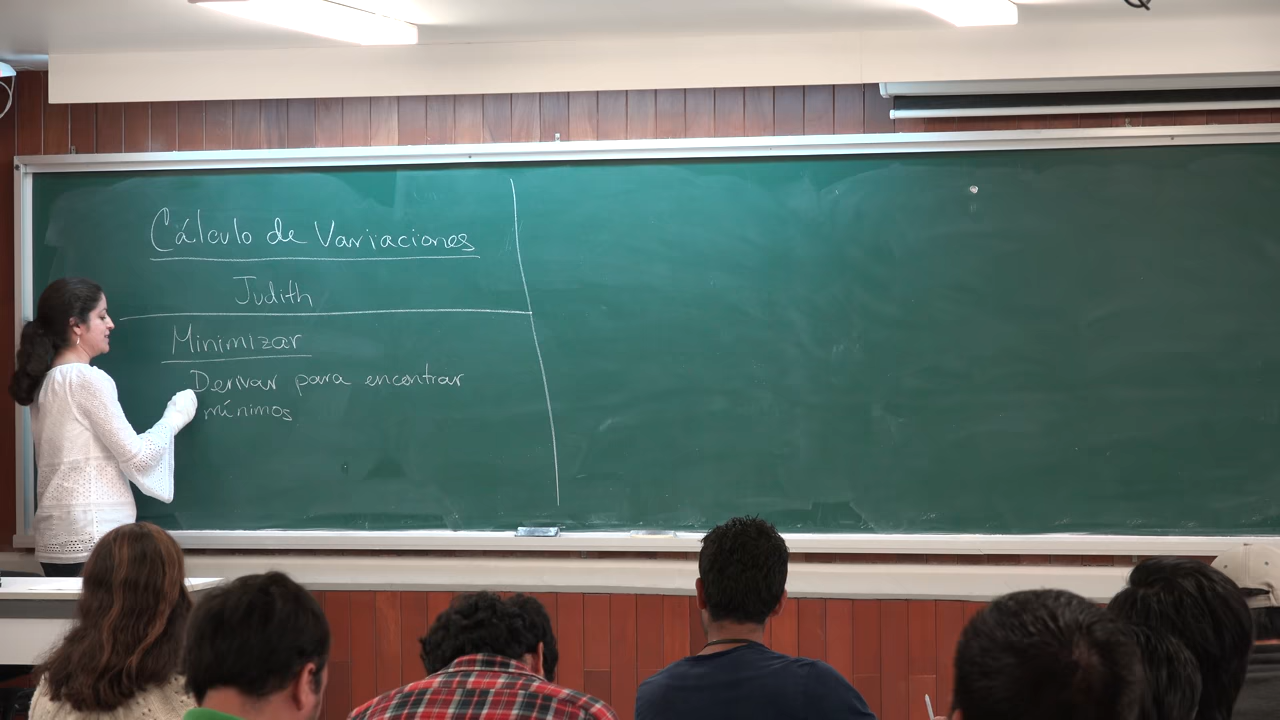 Cálculo de Variaciones
Judith
Minimizar
Derivar para encontrar
mínimos